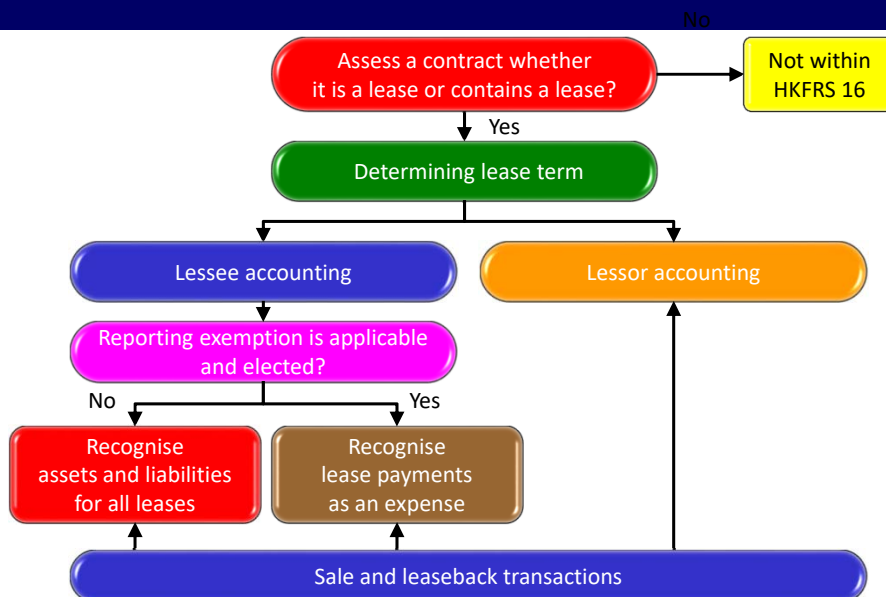 No
Assess a contract whether
it is a lease or contains a lease?
Not within
HKFRS 16
Yes
Determining lease term
Lessee accounting
Lessor accounting
Reporting exemption is applicable
and elected?
No
Yes
Recognise
assets and liabilities
for all leases
Recognise
lease payments
as an expense
Sale and leaseback transactions